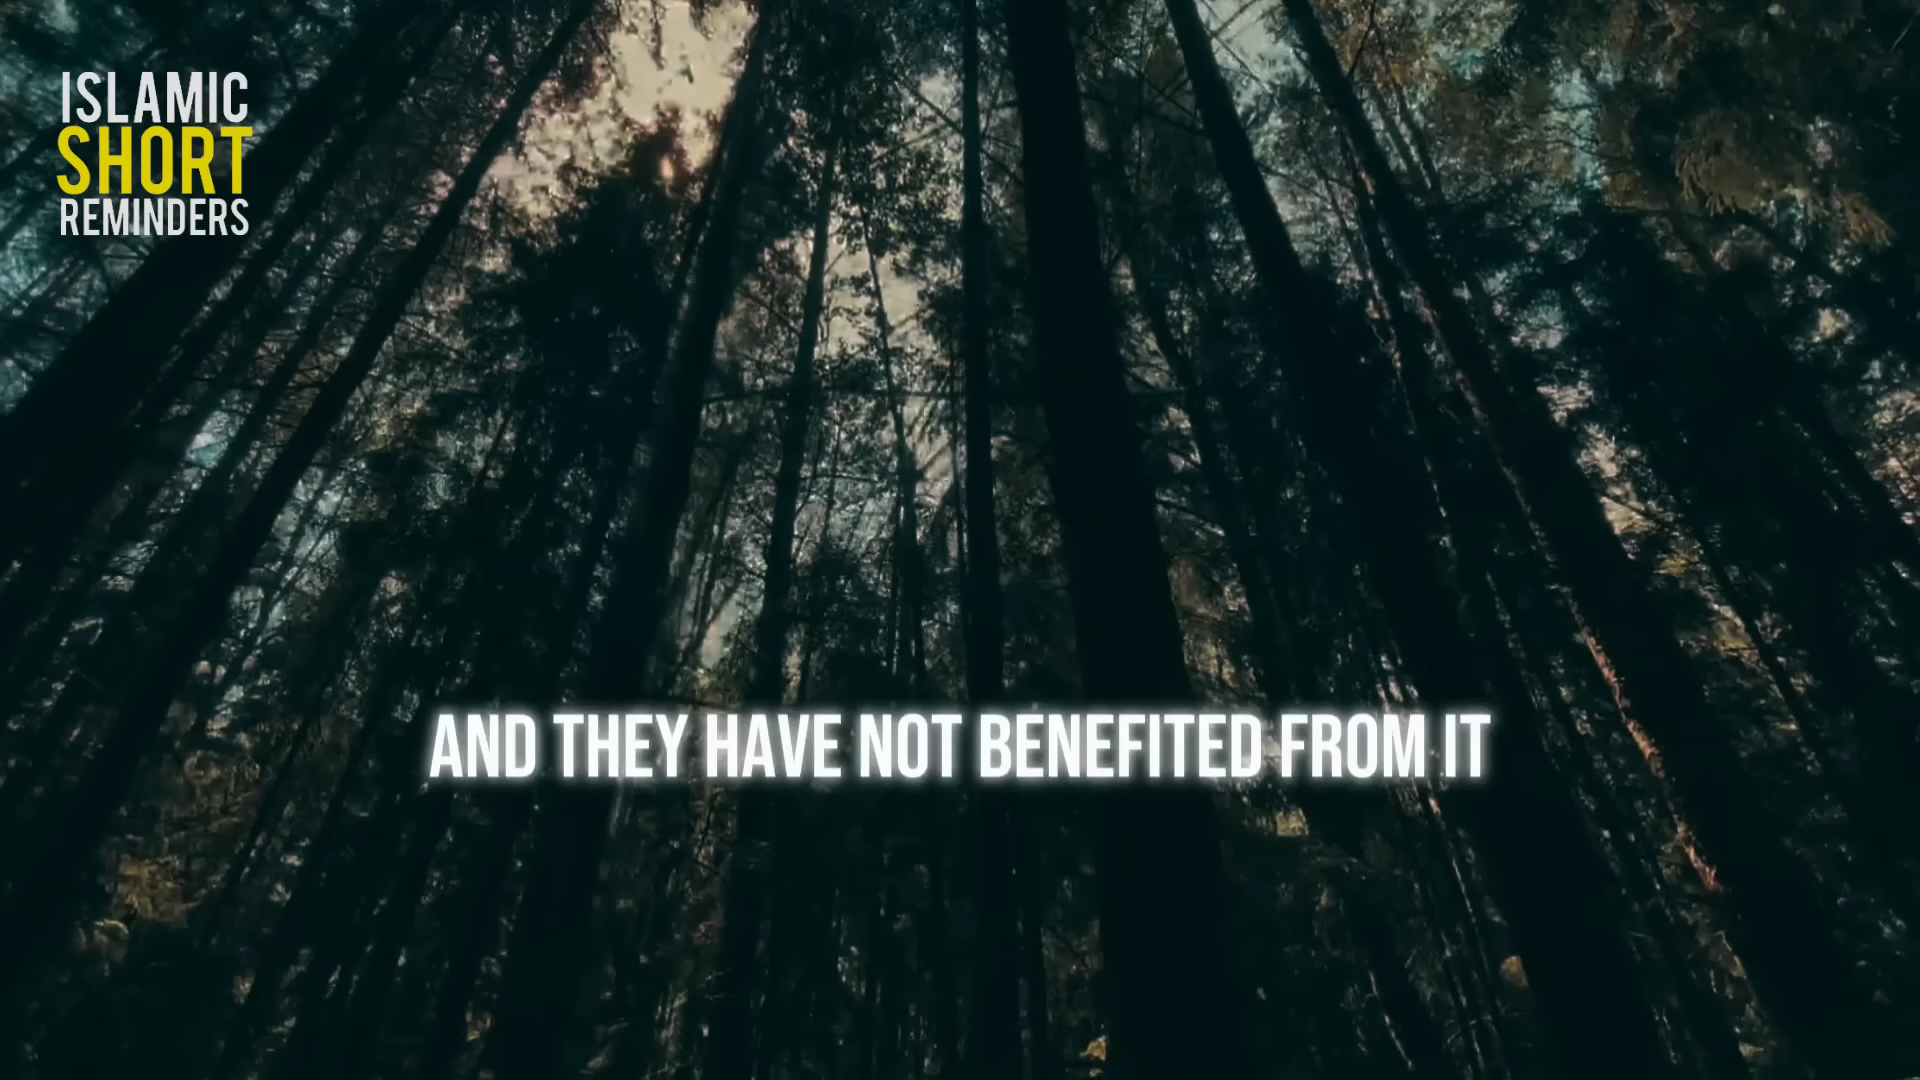 ISLAMIC
SHORT
REMINDERS
AND THEY HAVE NOT BENEFITED FROM IT